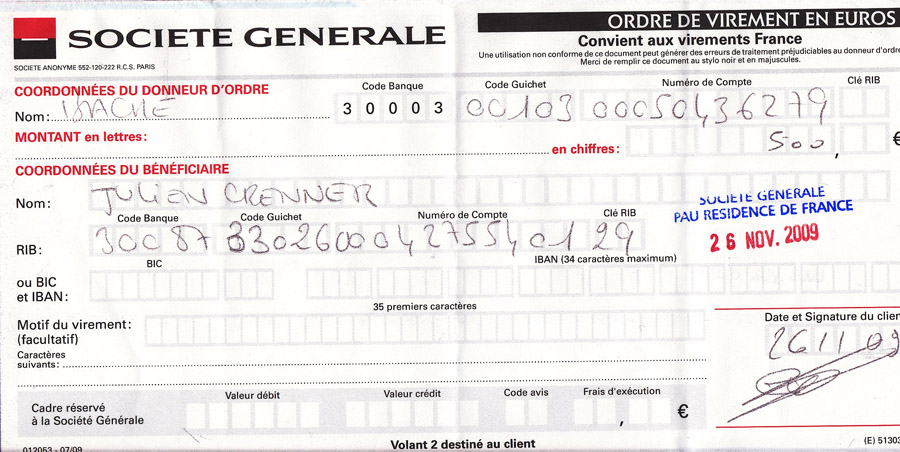 SOCIETE GENERALE
SOCIETE ANONYME 552-120-222 R.C.S. PARIS
ORDRE DE VIREMENT EN EUROS
Convient aux virements France
Une utilisation non conforme de ce document peut générer des erreurs de traitement préjudiciables au donneur d'ordre
Merci de remplir ce document au stylo noir et en majuscules.
COORDONNÉES DU DONNEUR D'ORDRE
Code Banque Code Guichet Numéro de Compte Clé RIB
Nom: 30003 00103 00050436279
MONTANT en lettres: en chiffres: 500, €
COORDONNÉES DU BÉNÉFICIAIRE
Nom: JULIEN CRENNER
Code Banque Code Guichet Numéro de Compte Clé RIB
RIB: 30087 33026 00042755401 29
SOCIETE GENERALE
PAU RESIDENCE DE FRANCE
26 NOV. 2009
BIC IBAN (34 caractères maximum)
ou BIC
et IBAN:
35 premiers caractères
Motif du virement:
(facultatif)
Caractères
suivants:
Date et Signature du clien
26 11 09
Cadre réservé
à la Société Générale
Valeur débit Valeur crédit Code avis Frais d'exécution
, €
012053 - 07/09
Volant 2 destiné au client
(E) 51303